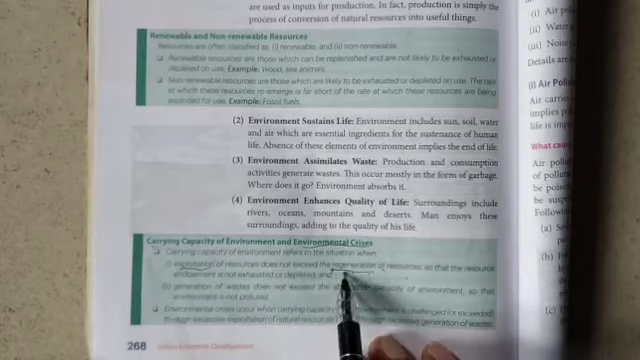 are used as inputs for production. In fact, production is simply the
process of conversion of natural resources into useful things.
Renewable and Non-renewable Resources
Resources are often classified as (i) renewable, and (ii) non-renewable.
Renewable resources are those which can be replenished and are not likely to be exhausted or
depleted on use. Example: Wood, sea animals.
Non-renewable resources are those which are likely to be exhausted or depleted on use. The rate
at which these resources re-emerge is far short of the rate at which these resources are being
exploited for use. Example: Fossil fuels.
(2) Environment Sustains Life: Environment includes sun, soil, water
and air which are essential ingredients for the sustenance of human
life. Absence of these elements of environment implies the end of life.
(3) Environment Assimilates Waste: Production and consumption
activities generate wastes. This occur mostly in the form of garbage.
Where does it go? Environment absorbs it.
(4) Environment Enhances Quality of Life: Surroundings include
rivers, oceans, mountains and deserts. Man enjoys these
surroundings, adding to the quality of his life.
Carrying Capacity of Environment and Environmental Crises
Carrying capacity of environment refers to the situation when:
(i) exploitation of resources does not exceed the regeneration of resources, so that the resource
endowment is not exhausted or depleted, and
(ii) generation of wastes does not exceed the capacity of environment, so that
environment is not polluted.
Environmental crises occur when carrying capacity is challenged (or exceeded)
through excessive exploitation of natural resources through excessive generation of wastes.
268 Indian Economic Development
(i) Air
(ii) Water
(iii) Noise
Details are
(i) Air
Air carries
implies
life is
What
Air
of
be
be
Following
(a)
(b)
(c)